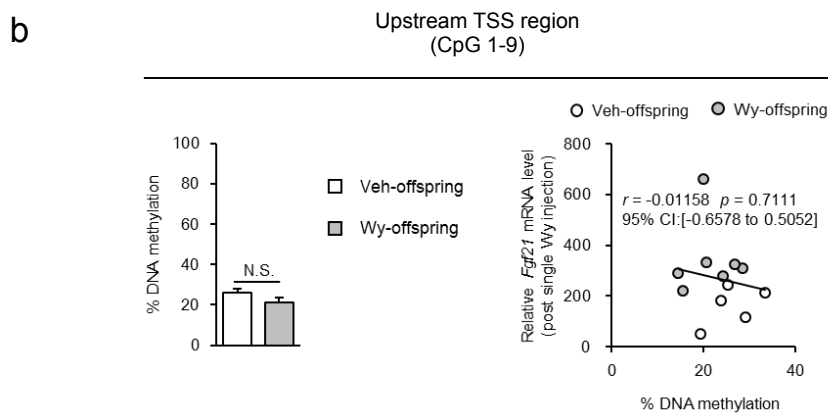 b
Upstream TSS region
(CpG 1-9)
% DNA methylation
100
80
60
40
20
0
N.S.
Veh-offspring
Wy-offspring
Veh-offspring
Wy-offspring
Relative Fgf21 mRNA level
(post single Wy injection)
800
600
400
200
0
r = -0.01158 p = 0.7111
95% CI:[-0.6578 to 0.5052]
0
20
40
% DNA methylation